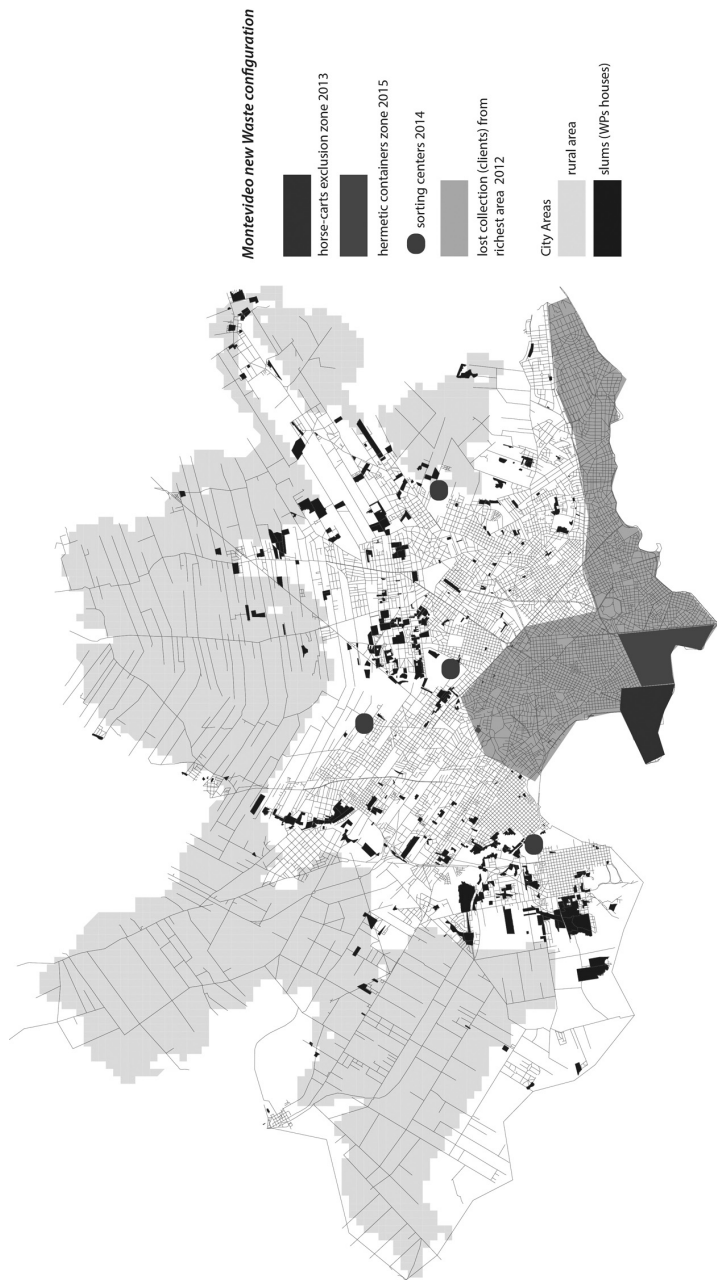 Montevideo new Waste configuration
horse-carts exclusion zone 2013
hermetic containers zone 2015
sorting centers 2014
lost collection (clients) from
richest area 2012
City Areas
rural area
slums (WPs houses)